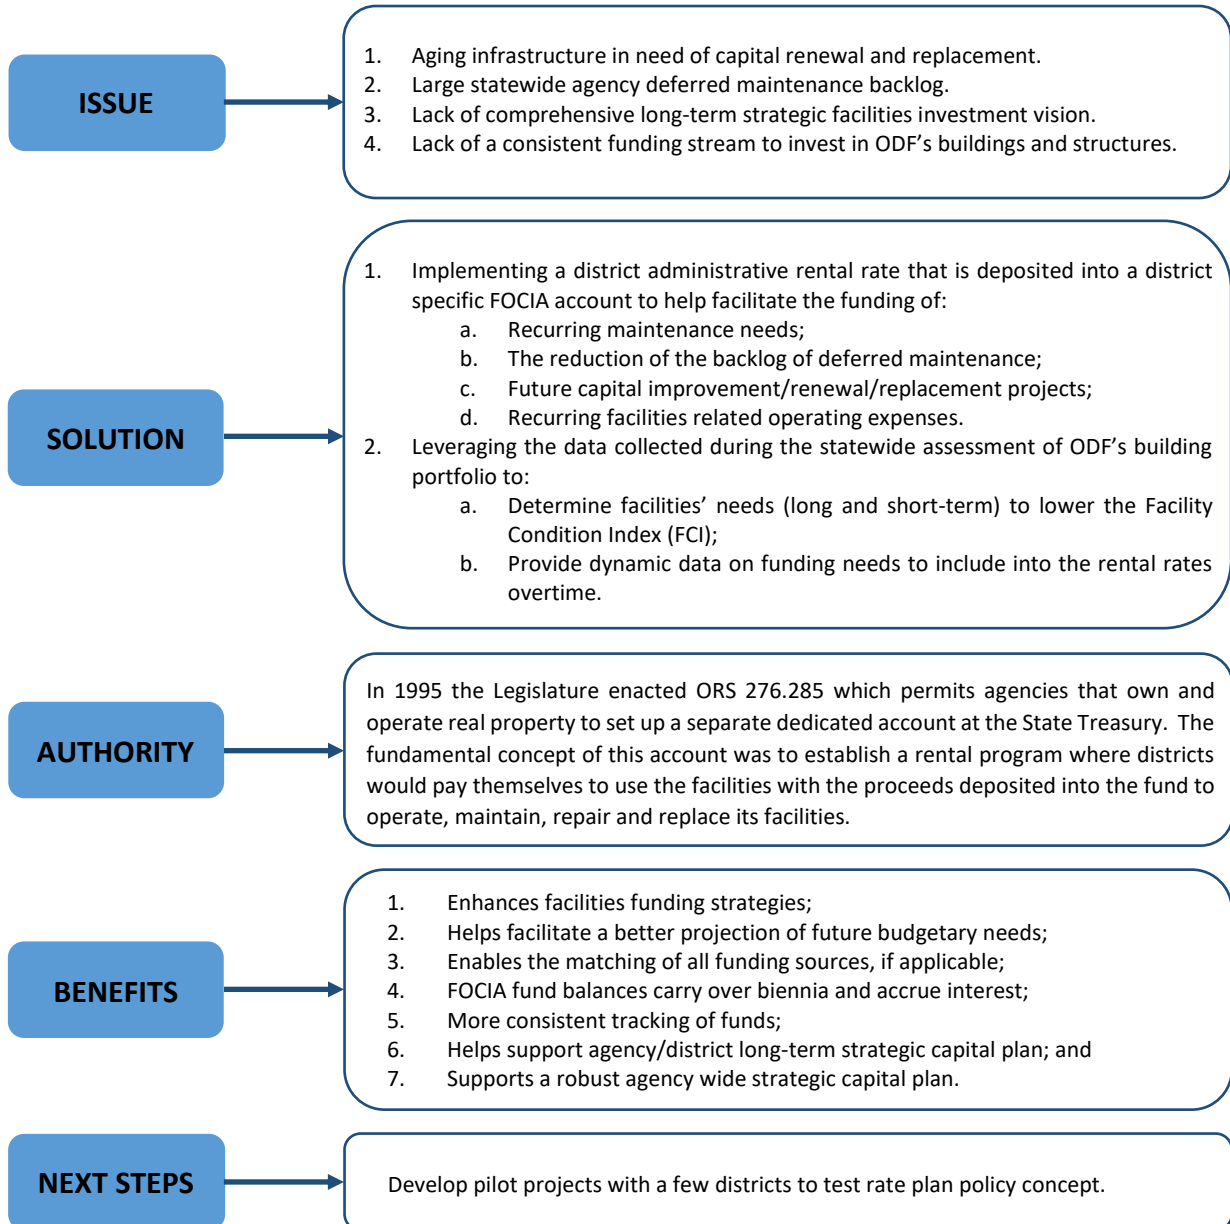 ISSUE
1. Aging infrastructure in need of capital renewal and replacement.
2. Large statewide agency deferred maintenance backlog.
3. Lack of comprehensive long-term strategic facilities investment vision.
4. Lack of a consistent funding stream to invest in ODF’s buildings and structures.
SOLUTION
1. Implementing a district administrative rental rate that is deposited into a district
specific FOCIA account to help facilitate the funding of:
a. Recurring maintenance needs;
b. The reduction of the backlog of deferred maintenance;
c. Future capital improvement/renewal/replacement projects;
d. Recurring facilities related operating expenses.
2. Leveraging the data collected during the statewide assessment of ODF’s building
portfolio to:
a. Determine facilities’ needs (long and short-term) to lower the Facility
Condition Index (FCI);
b. Provide dynamic data on funding needs to include into the rental rates
overtime.
AUTHORITY
In 1995 the Legislature enacted ORS 276.285 which permits agencies that own and
operate real property to set up a separate dedicated account at the State Treasury. The
fundamental concept of this account was to establish a rental program where districts
would pay themselves to use the facilities with the proceeds deposited into the fund to
operate, maintain, repair and replace its facilities.
BENEFITS
1. Enhances facilities funding strategies;
2. Helps facilitate a better projection of future budgetary needs;
3. Enables the matching of all funding sources, if applicable;
4. FOCIA fund balances carry over biennia and accrue interest;
5. More consistent tracking of funds;
6. Helps support agency/district long-term strategic capital plan; and
7. Supports a robust agency wide strategic capital plan.
NEXT STEPS
Develop pilot projects with a few districts to test rate plan policy concept.